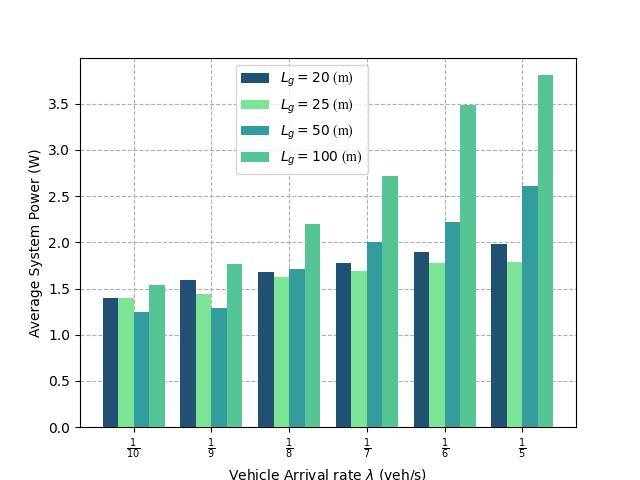 L_g = 20 (m)
L_g = 25 (m)
L_g = 50 (m)
L_g = 100 (m)
Average System Power (W)
3.5
3.0
2.5
2.0
1.5
1.0
0.5
0.0
1/10 1/9 1/8 1/7 1/6 1/5
Vehicle Arrival rate λ (veh/s)